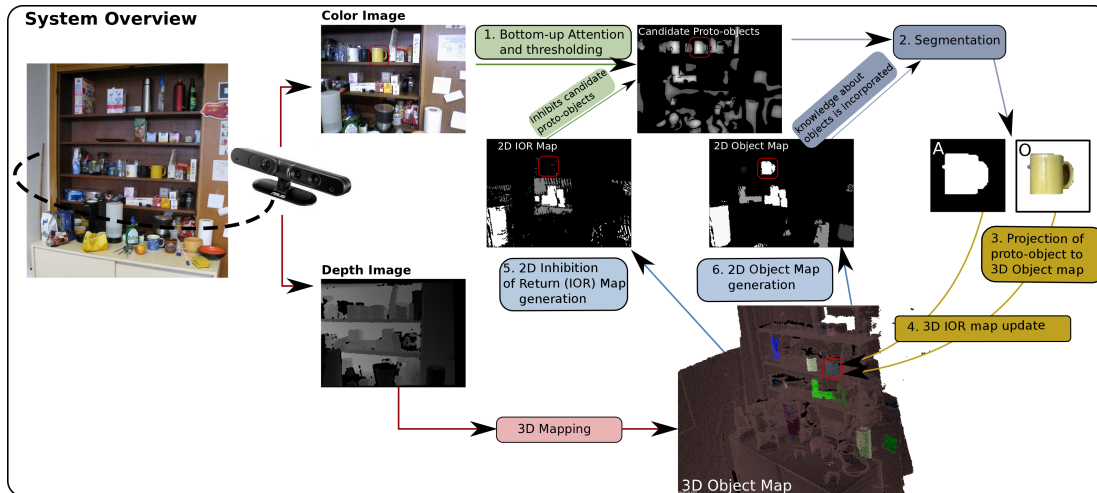 System Overview
Color Image
1. Bottom-up Attention
and thresholding
Candidate Proto-objects
2. Segmentation
inhibits candidate
proto-objects
knowledge about
objects is incorporated
2D IOR Map
2D Object Map
A
O
3. Projection of
proto-object to
3D Object map
Depth Image
5. 2D Inhibition
of Return (IOR) Map
generation
6. 2D Object Map
generation
4. 3D IOR map update
3D Mapping
3D Object Map